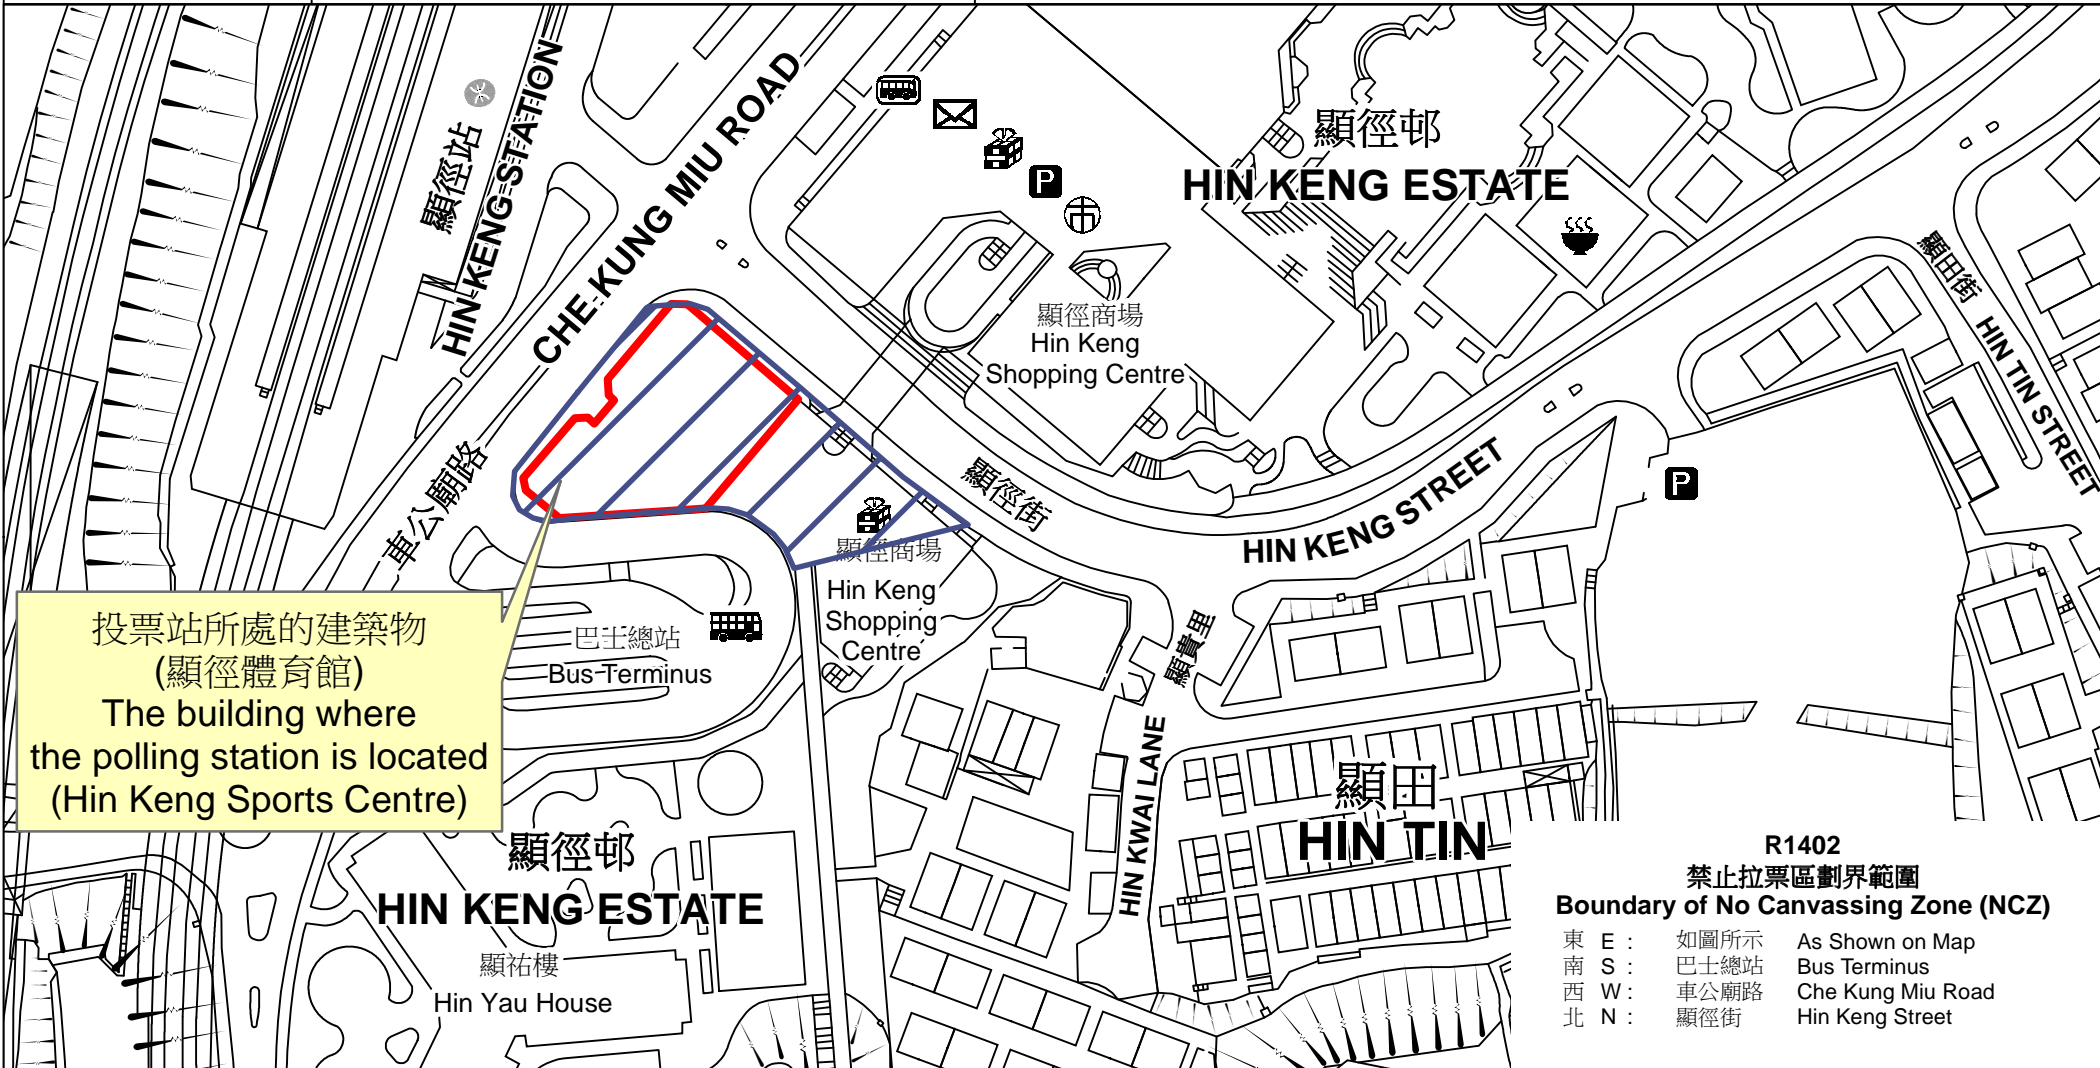 顯徑站
HIN KENG STATION
CHE KUNG MIU ROAD
車公廟路
P
市
顯徑邨
HIN KENG ESTATE
顯徑商場
Hin Keng
Shopping Centre
顯田街
HIN TIN STREET
顯徑街
HIN KENG STREET
P
顯徑商場
Hin Keng
Shopping
Centre
巴士總站
Bus Terminus
投票站所處的建築物
(顯徑體育館)
The building where
the polling station is located
(Hin Keng Sports Centre)
顯貴里
HIN KWAI LANE
顯田
HIN TIN
顯徑邨
HIN KENG ESTATE
顯祐樓
Hin Yau House
R1402
禁止拉票區劃界範圍
Boundary of No Canvassing Zone (NCZ)
東 E : 如圖所示 As Shown on Map
南 S : 巴士總站 Bus Terminus
西 W : 車公廟路 Che Kung Miu Road
北 N : 顯徑街 Hin Keng Street